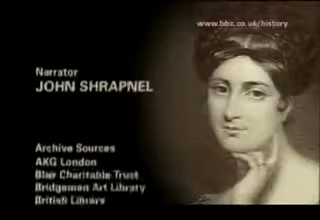 www.bbc.co.uk/history
Narrator
JOHN SHRAPNEL
Archive Sources
AKG London
Blair Charitable Trust
Bridgeman Art Library
British Library